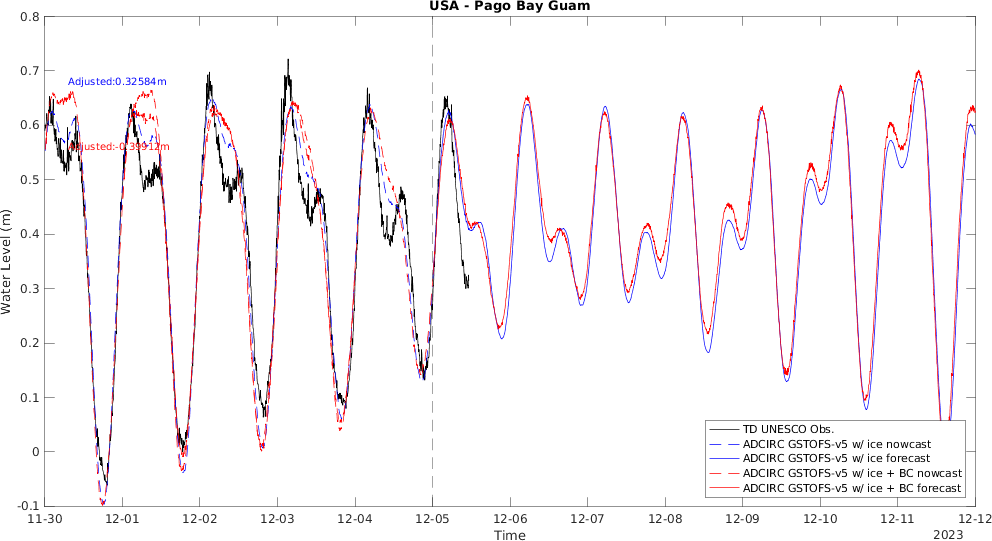 USA - Pago Bay Guam
Water Level (m)
0.8
0.7
0.6
0.5
0.4
0.3
0.2
0.1
0
-0.1
Adjusted:0.32584m
Adjusted:-0.39912m
TD UNESCO Obs.
ADCIRC GSTOFS-v5 w/ ice nowcast
ADCIRC GSTOFS-v5 w/ ice forecast
ADCIRC GSTOFS-v5 w/ ice + BC nowcast
ADCIRC GSTOFS-v5 w/ ice + BC forecast
11-30 12-01 12-02 12-03 12-04 12-05 12-06 12-07 12-08 12-09 12-10 12-11 12-12
Time
2023